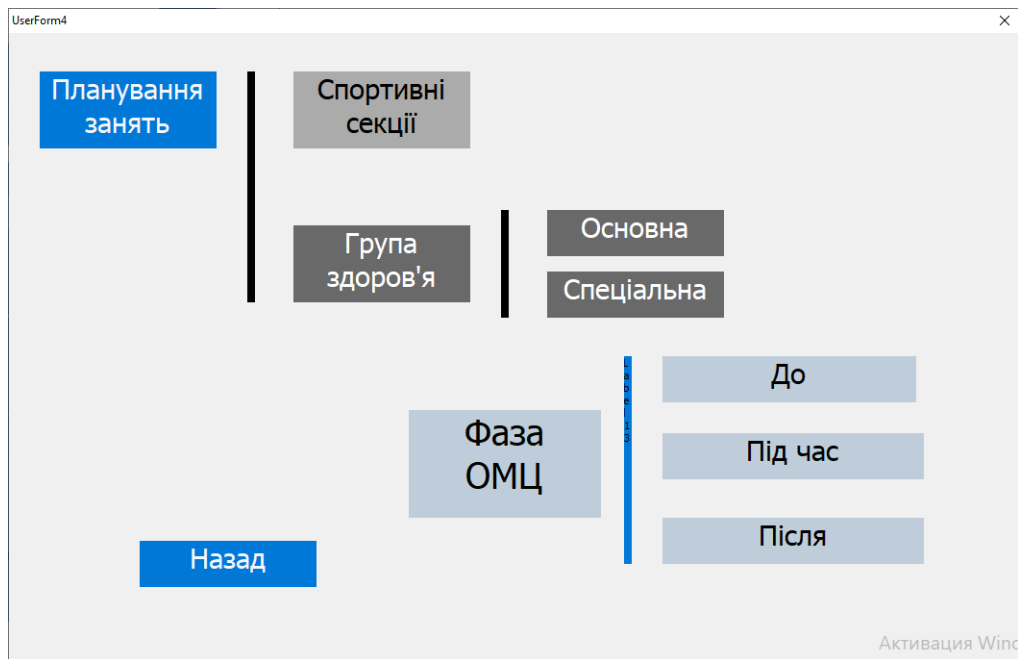 UserForm4
Планування
занять
Спортивні
секції
Група
здоров'я
Основна
Спеціальна
Фаза
ОМЦ
Label13
До
Під час
Після
Назад
Активация Wind